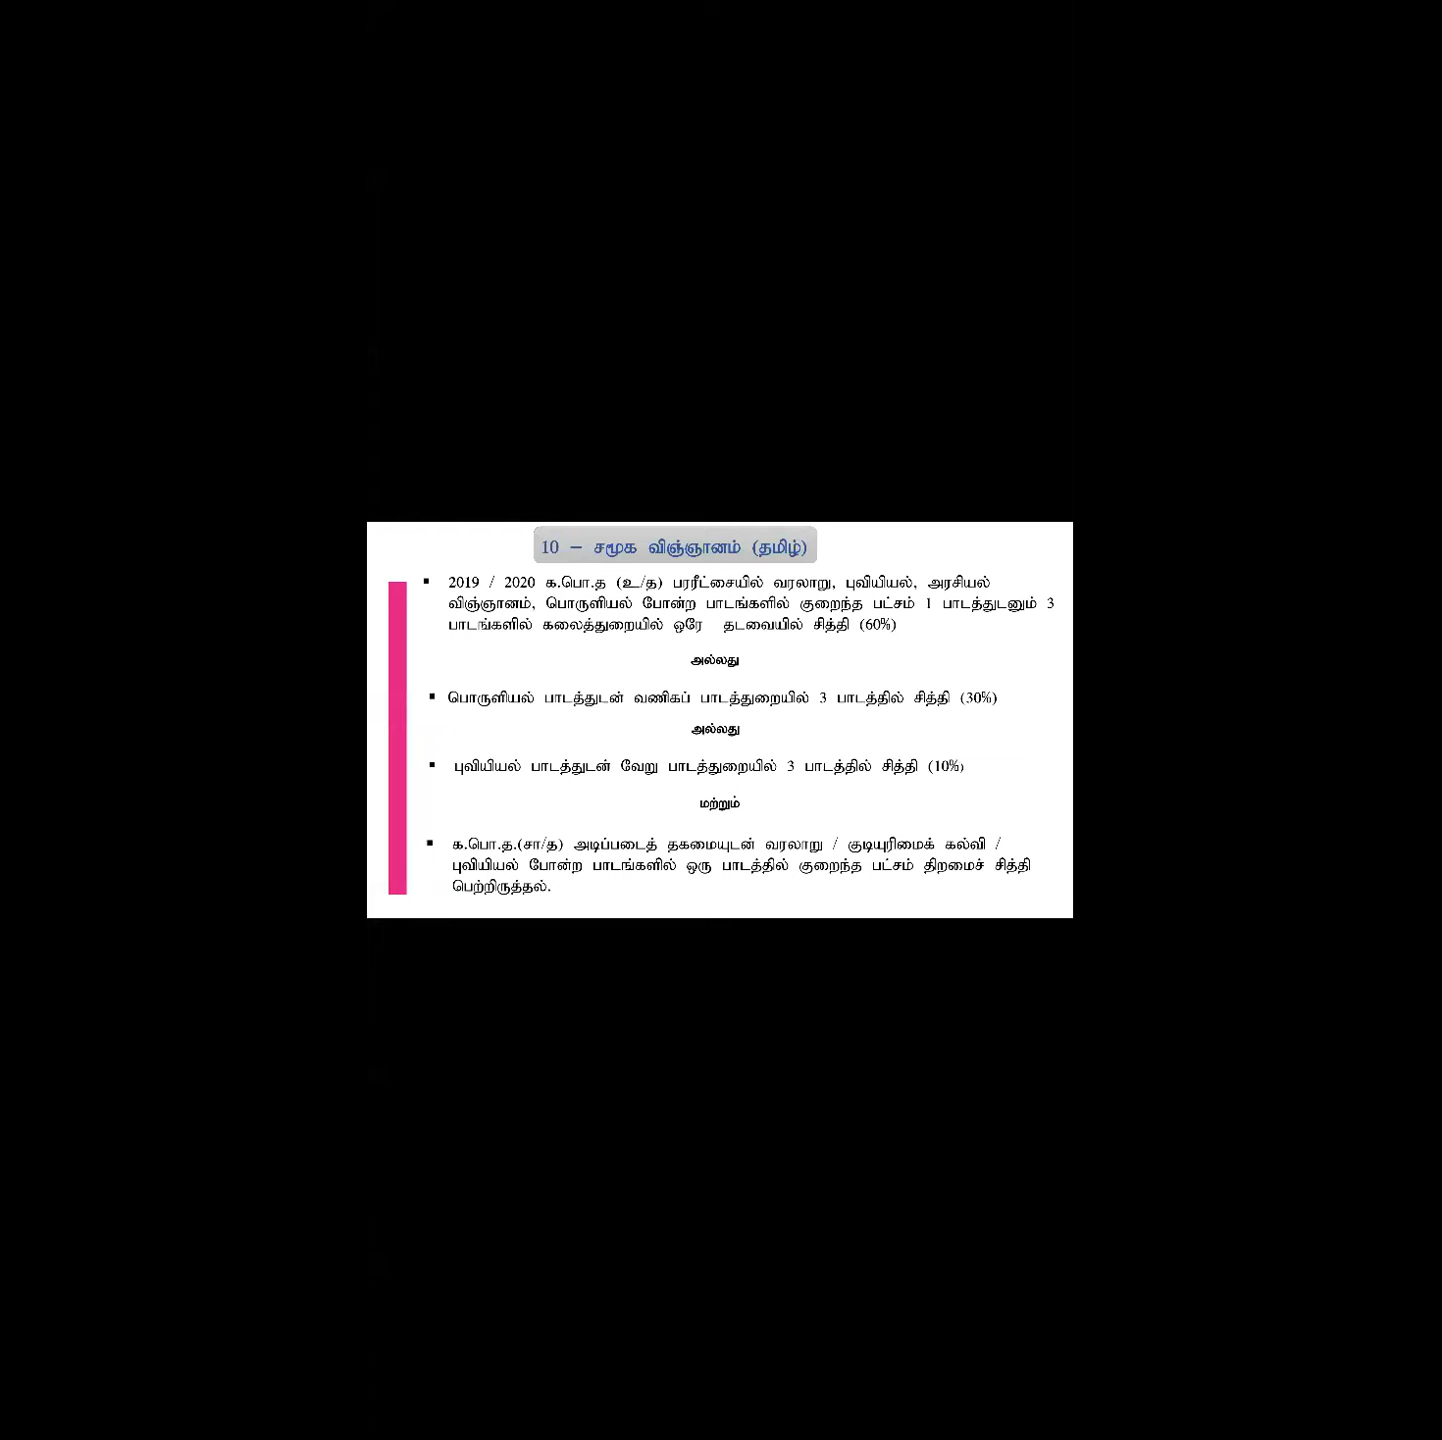 10 – சமூக விஞ்ஞானம் (தமிழ்)
▪ 2019 / 2020 க.பொ.த (உ/த) பரரீட்சையில் வரலாறு, புவியியல், அரசியல்
விஞ்ஞானம், பொருளியல் போன்ற பாடங்களில் குறைந்த பட்சம் 1 பாடத்துடனும் 3
பாடங்களில் கலைத்துறையில் ஒரே தடவையில் சித்தி (60%)
அல்லது
▪ பொருளியல் பாடத்துடன் வணிகப் பாடத்துறையில் 3 பாடத்தில் சித்தி (30%)
அல்லது
▪ புவியியல் பாடத்துடன் வேறு பாடத்துறையில் 3 பாடத்தில் சித்தி (10%)
மற்றும்
▪ க.பொ.த.(சா/த) அடிப்படைத் தகமையுடன் வரலாறு / குடியுரிமைக் கல்வி /
புவியியல் போன்ற பாடங்களில் ஒரு பாடத்தில் குறைந்த பட்சம் திறமைச் சித்தி
பெற்றிருத்தல்.